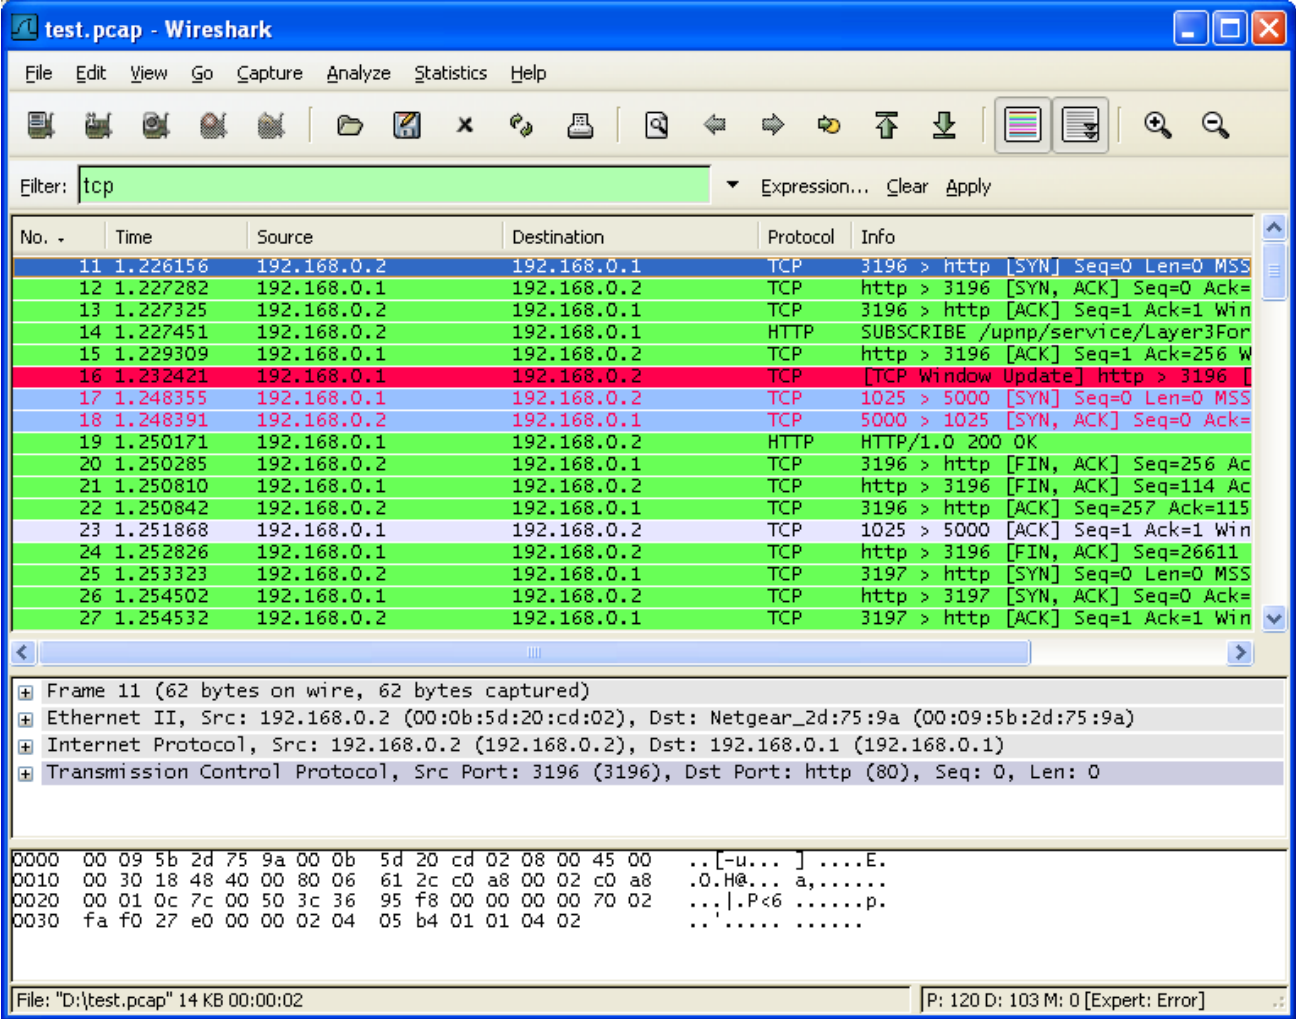 test.pcap - Wireshark
File Edit View Go Capture Analyze Statistics Help
Filter: tcp Expression... Clear Apply
No. Time Source Destination Protocol Info
11 1.226156 192.168.0.2 192.168.0.1 TCP 3196 > http [SYN] Seq=0 Len=0 MSS
12 1.227282 192.168.0.1 192.168.0.2 TCP http > 3196 [SYN, ACK] Seq=0 Ack=
13 1.227325 192.168.0.2 192.168.0.1 TCP 3196 > http [ACK] Seq=1 Ack=1 Win
14 1.227451 192.168.0.2 192.168.0.1 HTTP SUBSCRIBE /upnp/service/Layer3For
15 1.229309 192.168.0.1 192.168.0.2 TCP http > 3196 [ACK] Seq=1 Ack=256 W
16 1.232421 192.168.0.1 192.168.0.2 TCP [TCP Window Update] http > 3196 [
17 1.248355 192.168.0.1 192.168.0.2 TCP 1025 > 5000 [SYN] Seq=0 Len=0 MSS
18 1.248391 192.168.0.2 192.168.0.1 TCP 5000 > 1025 [SYN, ACK] Seq=0 Ack=
19 1.250171 192.168.0.1 192.168.0.2 HTTP HTTP/1.0 200 OK
20 1.250285 192.168.0.2 192.168.0.1 TCP 3196 > http [FIN, ACK] Seq=256 Ac
21 1.250810 192.168.0.1 192.168.0.2 TCP http > 3196 [FIN, ACK] Seq=114 Ac
22 1.250842 192.168.0.2 192.168.0.1 TCP 3196 > http [ACK] Seq=257 Ack=115
23 1.251868 192.168.0.1 192.168.0.2 TCP 1025 > 5000 [ACK] Seq=1 Ack=1 Win
24 1.252826 192.168.0.1 192.168.0.2 TCP http > 3196 [FIN, ACK] Seq=26611
25 1.253323 192.168.0.2 192.168.0.1 TCP 3197 > http [SYN] Seq=0 Len=0 MSS
26 1.254502 192.168.0.1 192.168.0.2 TCP http > 3197 [SYN, ACK] Seq=0 Ack=
27 1.254532 192.168.0.2 192.168.0.1 TCP 3197 > http [ACK] Seq=1 Ack=1 Win
Frame 11 (62 bytes on wire, 62 bytes captured)
Ethernet II, Src: 192.168.0.2 (00:0b:5d:20:cd:02), Dst: Netgear_2d:75:9a (00:09:5b:2d:75:9a)
Internet Protocol, Src: 192.168.0.2 (192.168.0.2), Dst: 192.168.0.1 (192.168.0.1)
Transmission Control Protocol, Src Port: 3196 (3196), Dst Port: http (80), Seq: 0, Len: 0
0000 00 09 5b 2d 75 9a 00 0b 5d 20 cd 02 08 00 45 00 ..[-u... ] ....E.
0010 00 30 18 48 40 00 80 06 61 2c c0 a8 00 02 c0 a8 .0.H@... a,......
0020 00 01 0c 7c 00 50 3c 36 95 f8 00 00 00 00 70 02 ...|.P<6 ......p.
0030 fa f0 27 e0 00 00 02 04 05 b4 01 01 04 02 ..'..... ......
File: "D:\test.pcap" 14 KB 00:00:02 P: 120 D: 103 M: 0 [Expert: Error]